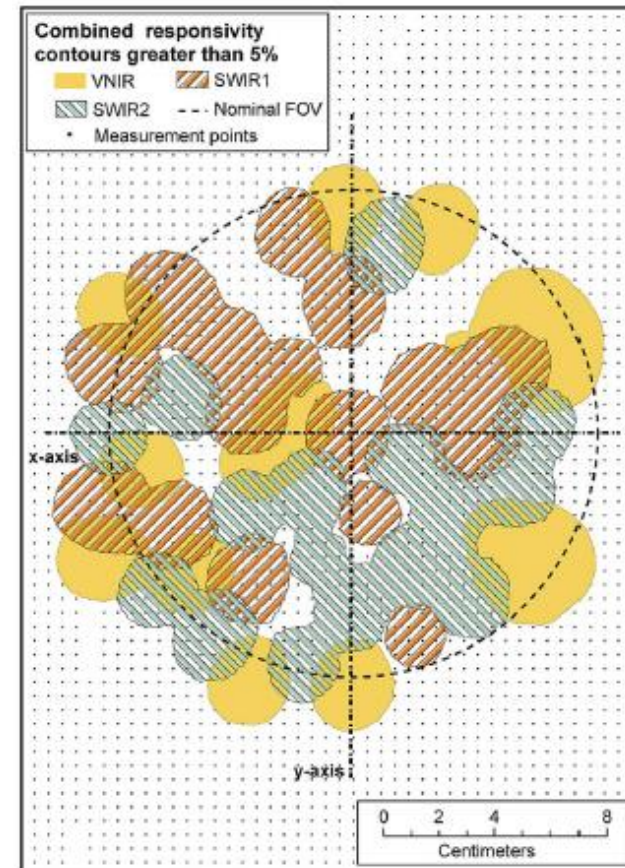 Combined responsivity
contours greater than 5%
VNIR SWIR1
SWIR2 Nominal FOV
Measurement points
x-axis
y-axis
0 2 4 8
Centimeters